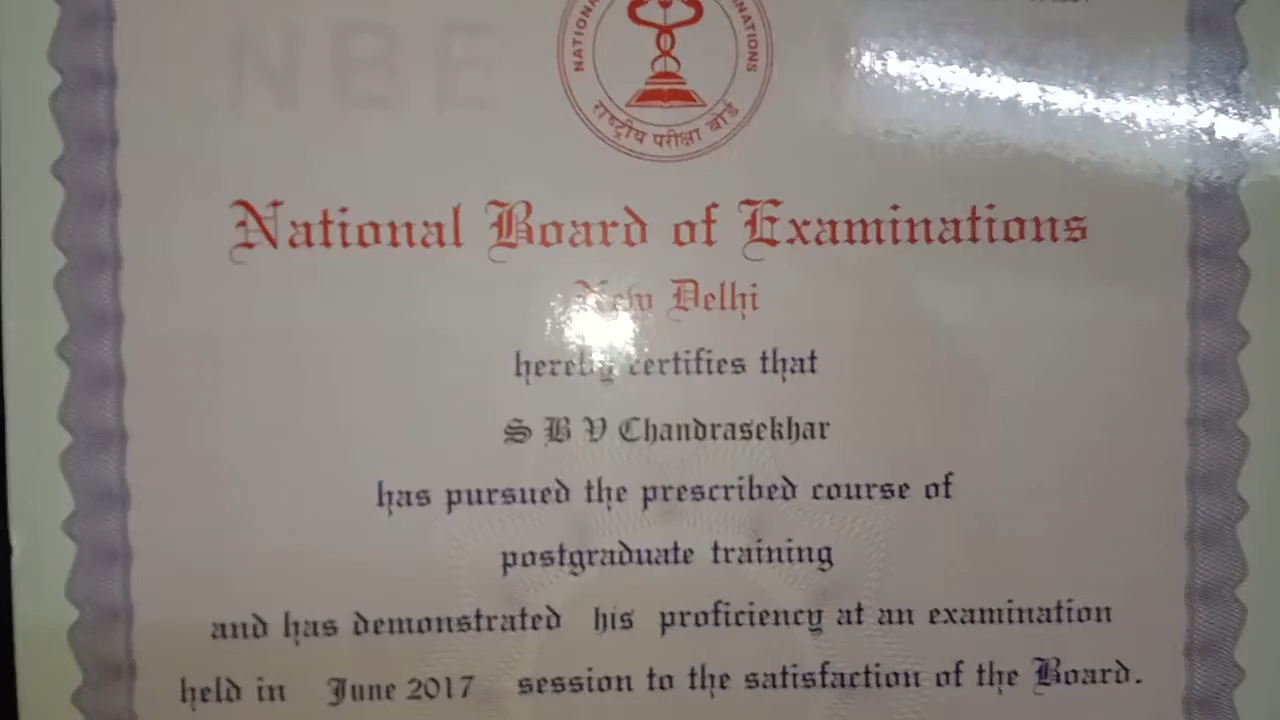 NBE
NATIONAL
NATIONS
राष्ट्रीय परीक्षा बोर्ड
National Board of Examinations
New Delhi
hereby certifies that
S B V Chandrasekhar
has pursued the prescribed course of
postgraduate training
and has demonstrated his proficiency at an examination
held in June 2017 session to the satisfaction of the Board.